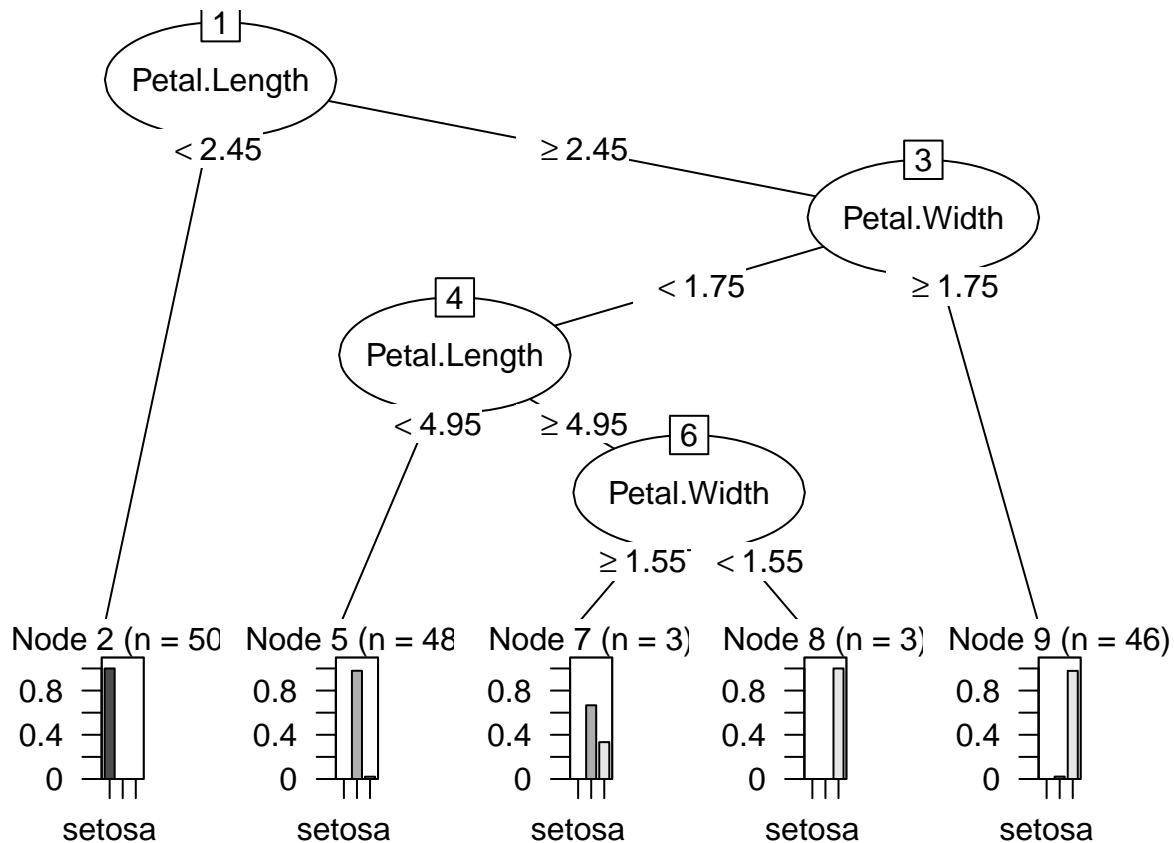 1
Petal.Length
< 2.45
≥ 2.45
3
Petal.Width
< 1.75
≥ 1.75
4
Petal.Length
< 4.95
≥ 4.95
6
Petal.Width
≥ 1.55
< 1.55
Node 2 (n = 50
0.8
0.4
0
setosa
Node 5 (n = 48
0.8
0.4
0
setosa
Node 7 (n = 3)
0.8
0.4
0
setosa
Node 8 (n = 3)
0.8
0.4
0
setosa
Node 9 (n = 46)
0.8
0.4
0
setosa